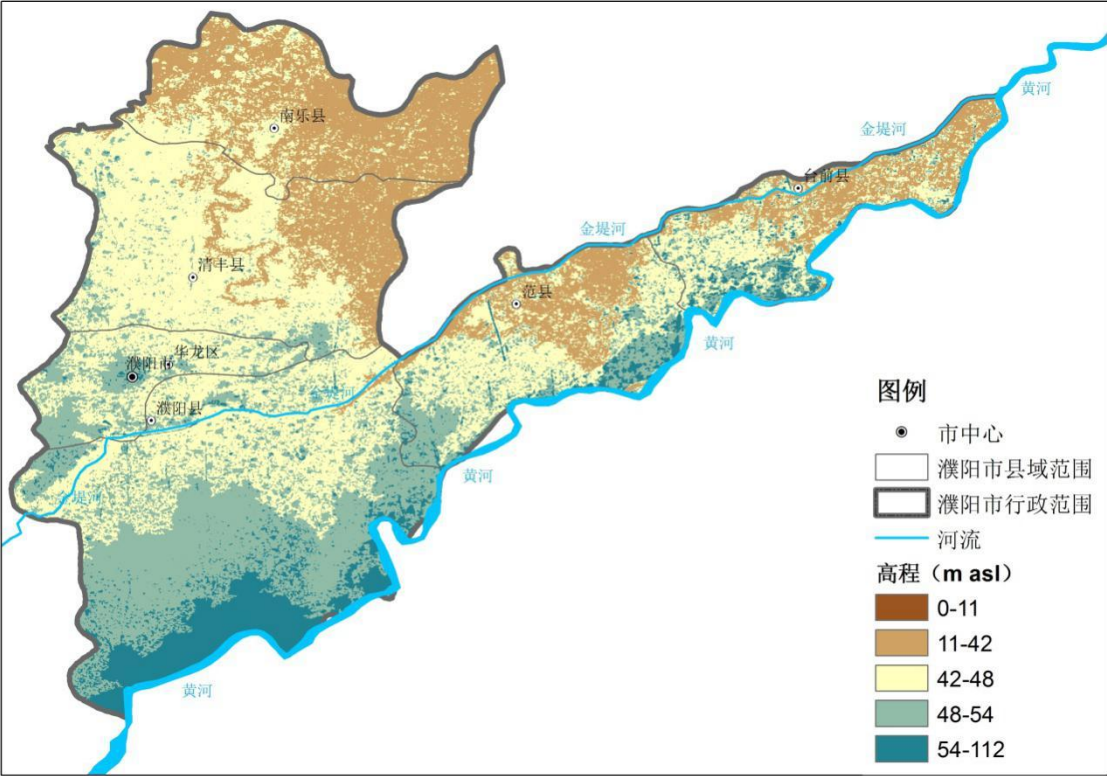 黄河
金堤河
南乐县
台前县
金堤河
清丰县
范县
黄河
华龙区
濮阳市
金堤河
濮阳县
黄河
金堤河
黄河
图例
市中心
濮阳市县域范围
濮阳市行政范围
河流
高程（m asl）
0-11
11-42
42-48
48-54
54-112